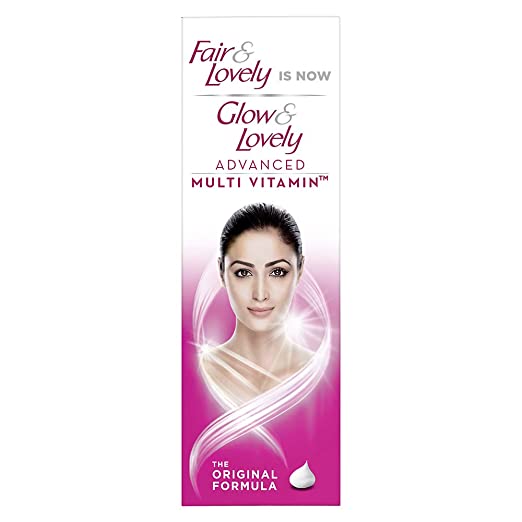 Fair &
Lovely IS NOW
Glow &
Lovely
ADVANCED
MULTI VITAMIN™
THE
ORIGINAL
FORMULA